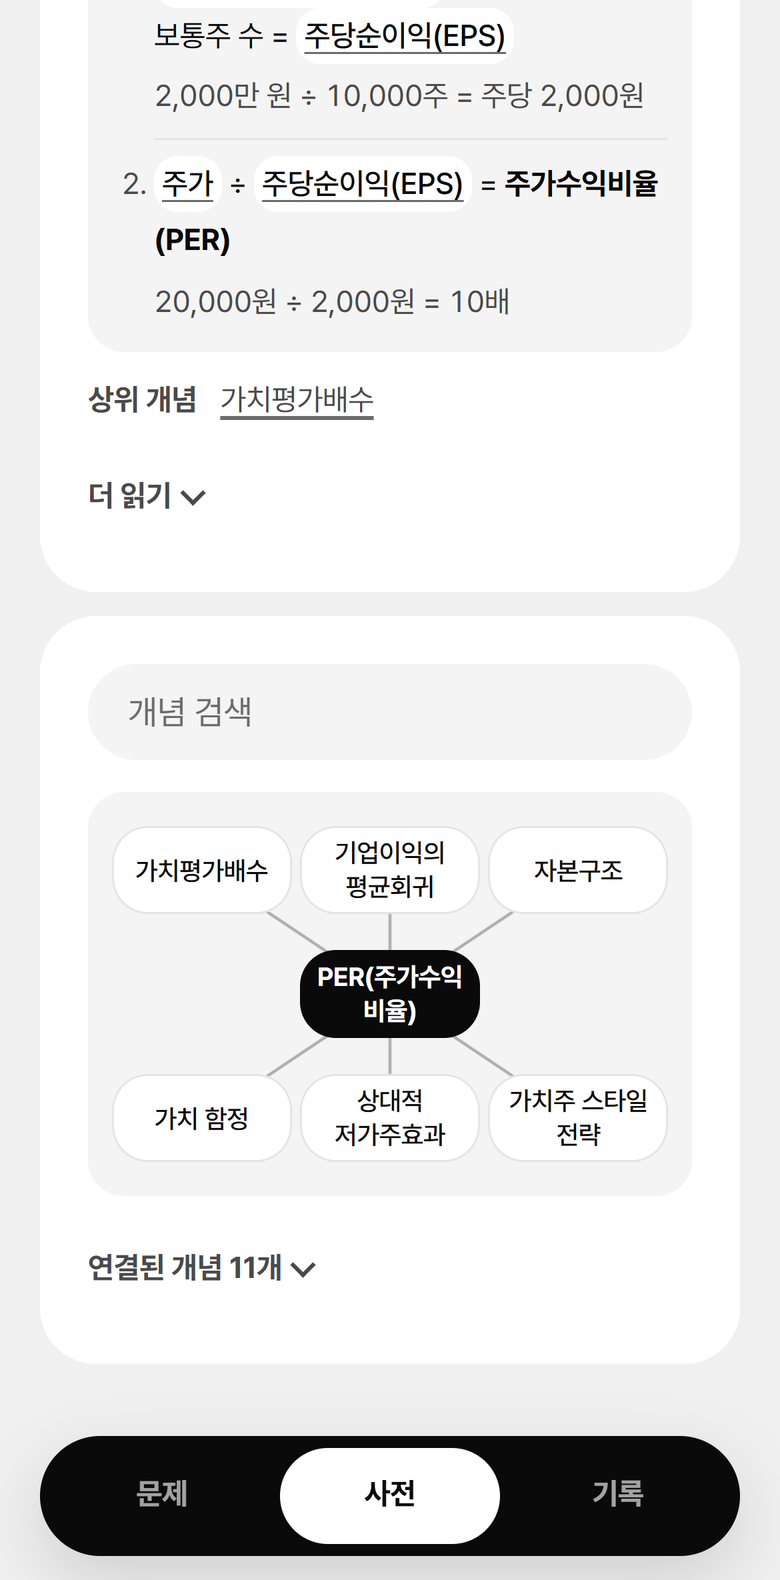 보통주 수 = 주당순이익(EPS)
2,000만 원 ÷ 10,000주 = 주당 2,000원
2. 주가 ÷ 주당순이익(EPS) = 주가수익비율
(PER)
20,000원 ÷ 2,000원 = 10배
상위 개념 가치평가배수
더 읽기
개념 검색
가치평가배수
기업이익의
평균회귀
자본구조
PER(주가수익
비율)
가치 함정
상대적
저가주효과
가치주 스타일
전략
연결된 개념 11개
문제 사전 기록